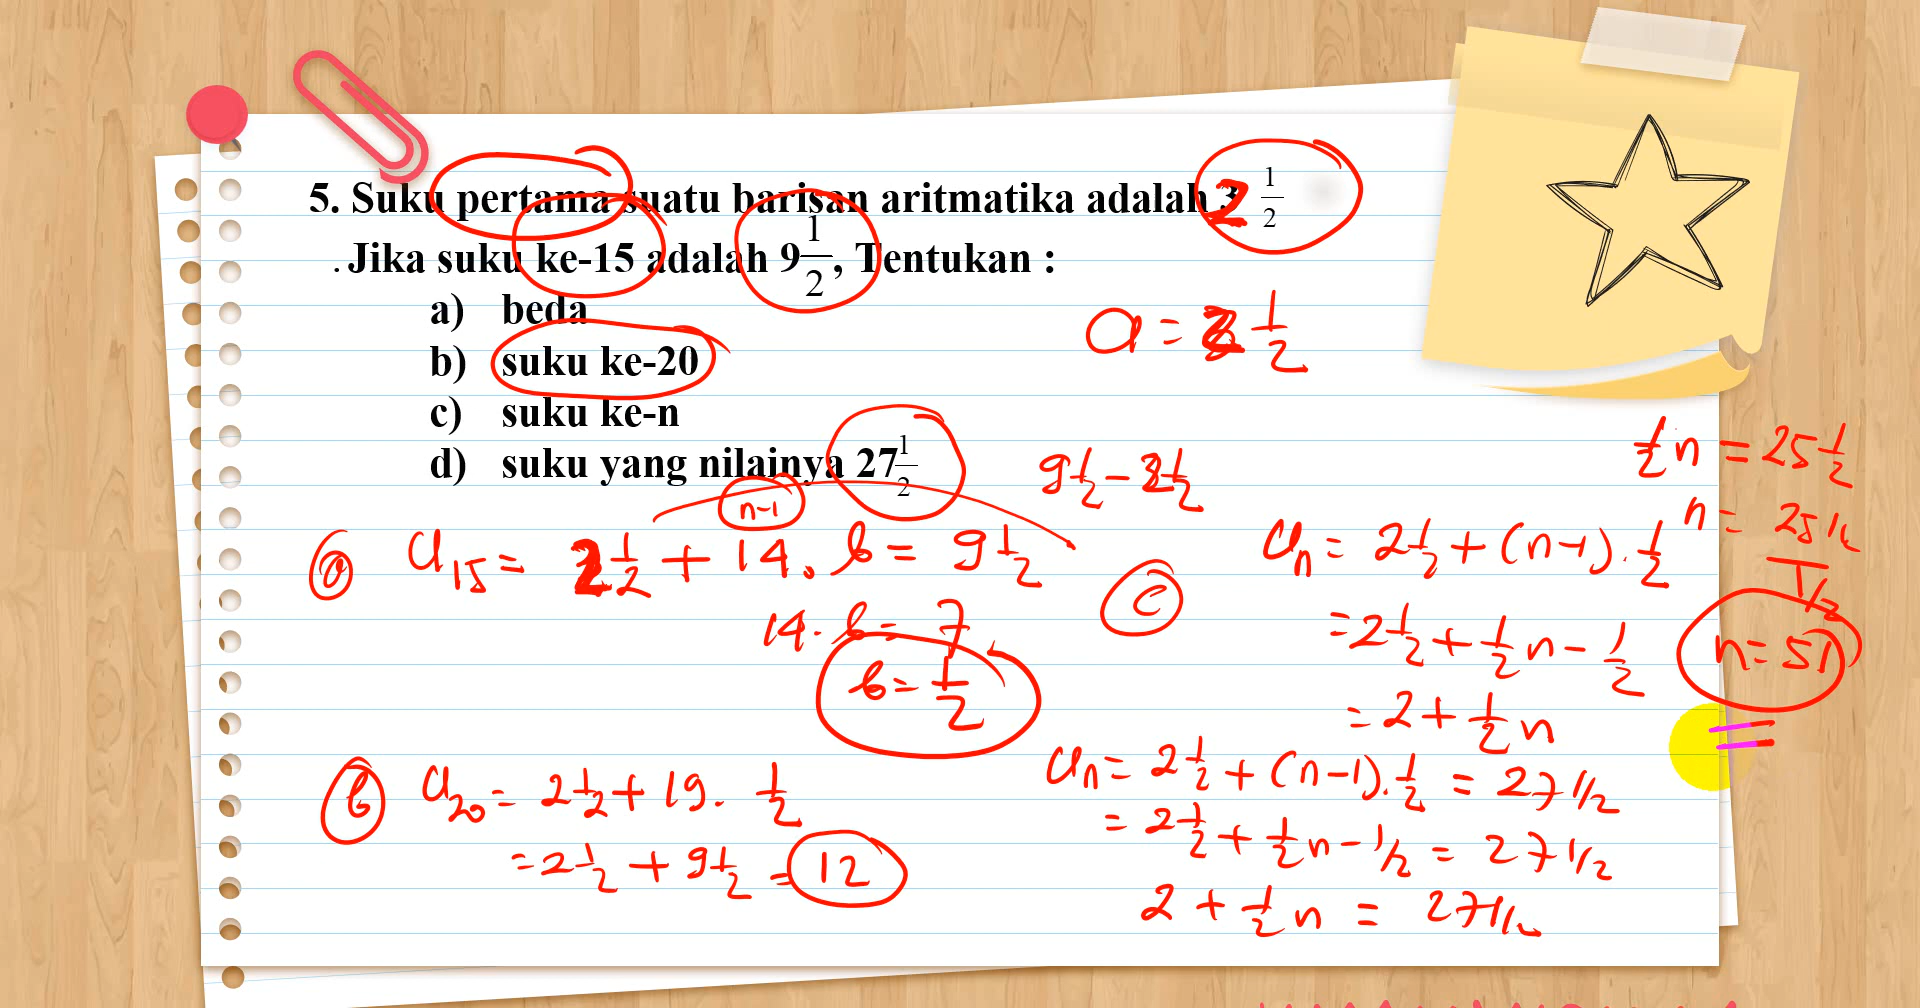 5. Suku pertama suatu barisan aritmatika adalah 2 1/2
. Jika suku ke-15 adalah 9 1/2, Tentukan :
a) beda
b) suku ke-20
c) suku ke-n
d) suku yang nilainya 27 1/2
a = 2 1/2
9 1/2 - 2 1/2
n-1
a U15 = 2 1/2 + 14. b = 9 1/2
14. b = 7
b = 1/2
b U20 = 2 1/2 + 19. 1/2
= 2 1/2 + 9 1/2 = 12
c Un = 2 1/2 + (n-1). 1/2
= 2 1/2 + 1/2 n - 1/2
= 2 + 1/2 n
Un = 2 1/2 + (n-1). 1/2 = 27 1/2
= 2 1/2 + 1/2 n - 1/2 = 27 1/2
2 + 1/2 n = 27 1/2
1/2 n = 25 1/2
n = 25 1/2 / 1/2
n = 51